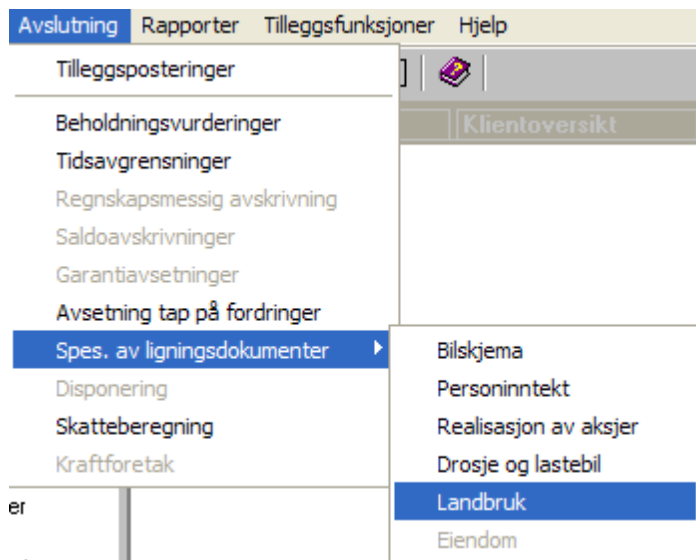 Avslutning Rapporter Tilleggsfunksjoner Hjelp
Tilleggsposteringer
Klientoversikt
Beholdningsvurderinger
Tidsavgrensninger
Regnskapsmessig avskrivning
Saldoavskrivninger
Garantiavsetninger
Avsetning tap på fordringer
Spes. av ligningsdokumenter
Disponering
Skatteberegning
Kraftforetak
Bilskjema
Personinntekt
Realisasjon av aksjer
Drosje og lastebil
Landbruk
Eiendom
er